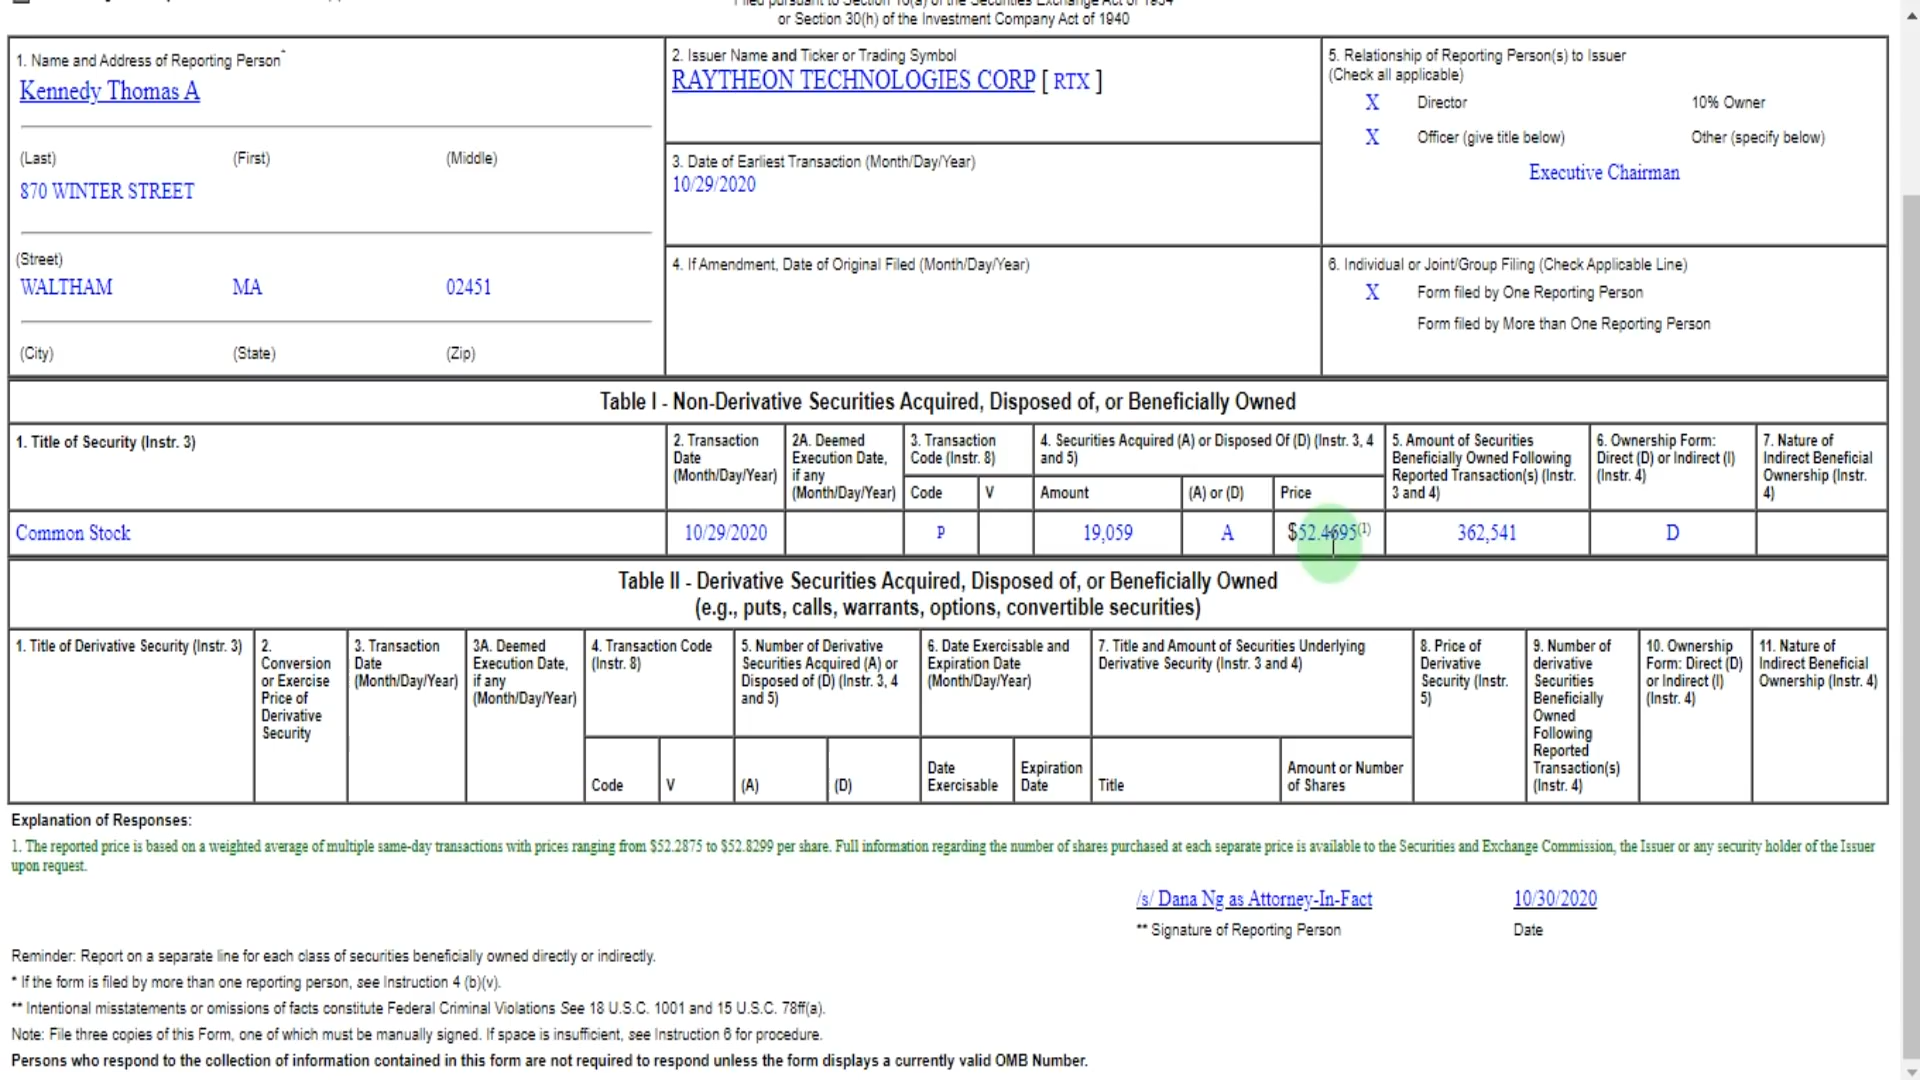 or Section 30(h) of the Investment Company Act of 1940
1. Name and Address of Reporting Person*
Kennedy Thomas A
(Last) (First) (Middle)
870 WINTER STREET
(Street)
WALTHAM MA 02451
(City) (State) (Zip)
2. Issuer Name and Ticker or Trading Symbol
RAYTHEON TECHNOLOGIES CORP [ RTX ]
3. Date of Earliest Transaction (Month/Day/Year)
10/29/2020
4. If Amendment, Date of Original Filed (Month/Day/Year)
5. Relationship of Reporting Person(s) to Issuer
(Check all applicable)
X Director 10% Owner
X Officer (give title below) Other (specify below)
Executive Chairman
6. Individual or Joint/Group Filing (Check Applicable Line)
X Form filed by One Reporting Person
Form filed by More than One Reporting Person
Table I - Non-Derivative Securities Acquired, Disposed of, or Beneficially Owned
1. Title of Security (Instr. 3)
2. Transaction
Date
(Month/Day/Year)
2A. Deemed
Execution Date,
if any
(Month/Day/Year)
3. Transaction
Code (Instr. 8)
4. Securities Acquired (A) or Disposed Of (D) (Instr. 3, 4
and 5)
5. Amount of Securities
Beneficially Owned Following
Reported Transaction(s) (Instr.
3 and 4)
6. Ownership Form:
Direct (D) or Indirect (I)
(Instr. 4)
7. Nature of
Indirect Beneficial
Ownership (Instr.
4)
Code V Amount (A) or (D) Price
Common Stock 10/29/2020 P 19,059 A $52.4695(1) 362,541 D
Table II - Derivative Securities Acquired, Disposed of, or Beneficially Owned
(e.g., puts, calls, warrants, options, convertible securities)
1. Title of Derivative Security (Instr. 3)
2.
Conversion
or Exercise
Price of
Derivative
Security
3. Transaction
Date
(Month/Day/Year)
3A. Deemed
Execution Date,
if any
(Month/Day/Year)
4. Transaction Code
(Instr. 8)
5. Number of Derivative
Securities Acquired (A) or
Disposed of (D) (Instr. 3, 4
and 5)
6. Date Exercisable and
Expiration Date
(Month/Day/Year)
7. Title and Amount of Securities Underlying
Derivative Security (Instr. 3 and 4)
8. Price of
Derivative
Security (Instr.
5)
9. Number of
derivative
Securities
Beneficially
Owned
Following
Reported
Transaction(s)
(Instr. 4)
10. Ownership
Form: Direct (D)
or Indirect (I)
(Instr. 4)
11. Nature of
Indirect Beneficial
Ownership (Instr. 4)
Code V (A) (D)
Date
Exercisable
Expiration
Date
Title
Amount or Number
of Shares
Explanation of Responses:
1. The reported price is based on a weighted average of multiple same-day transactions with prices ranging from $52.2875 to $52.8299 per share. Full information regarding the number of shares purchased at each separate price is available to the Securities and Exchange Commission, the Issuer or any security holder of the Issuer
upon request.
/s/ Dana Ng as Attorney-In-Fact 10/30/2020
** Signature of Reporting Person Date
Reminder: Report on a separate line for each class of securities beneficially owned directly or indirectly.
* If the form is filed by more than one reporting person, see Instruction 4 (b)(v).
** Intentional misstatements or omissions of facts constitute Federal Criminal Violations See 18 U.S.C. 1001 and 15 U.S.C. 78ff(a).
Note: File three copies of this Form, one of which must be manually signed. If space is insufficient, see Instruction 6 for procedure.
Persons who respond to the collection of information contained in this form are not required to respond unless the form displays a currently valid OMB Number.